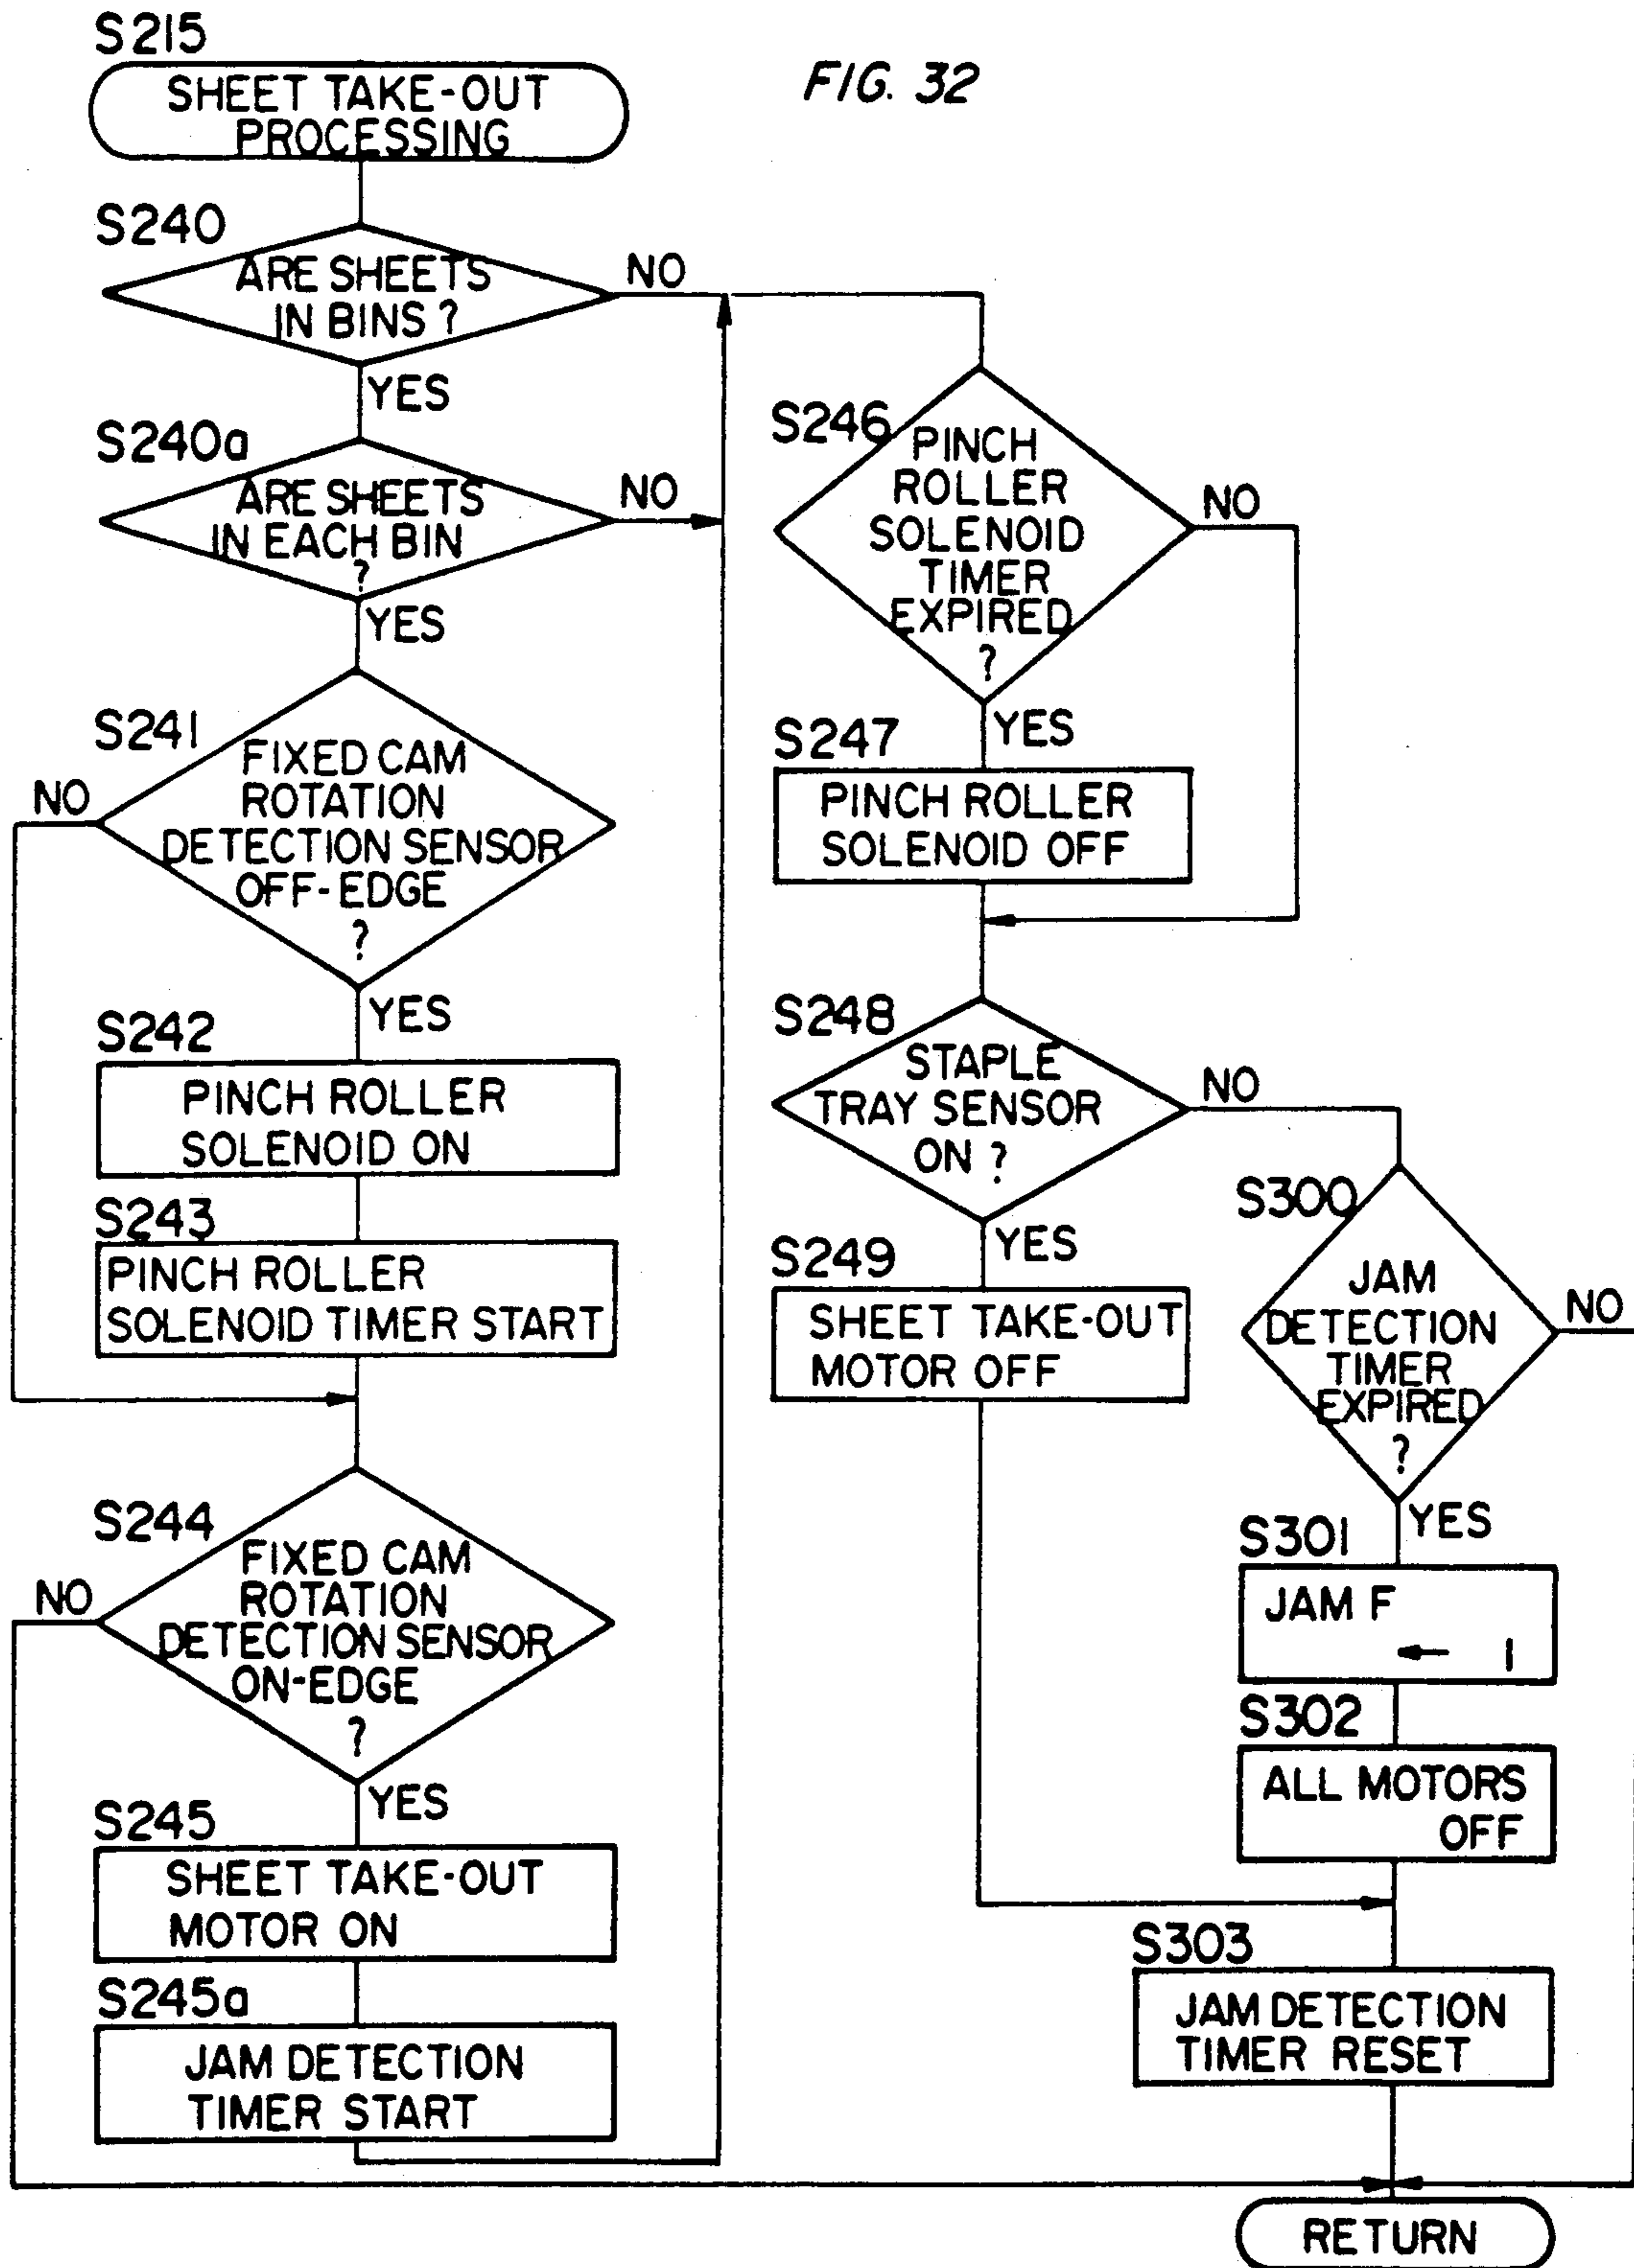 S215
FIG. 32
SHEET TAKE-OUT
PROCESSING
S240
ARE SHEETS
IN BINS ?
NO
YES
S240a
ARE SHEETS
IN EACH BIN
?
NO
YES
S241
FIXED CAM
ROTATION
DETECTION SENSOR
OFF-EDGE
?
NO
YES
S242
PINCH ROLLER
SOLENOID ON
S243
PINCH ROLLER
SOLENOID TIMER START
S244
FIXED CAM
ROTATION
DETECTION SENSOR
ON-EDGE
?
NO
YES
S245
SHEET TAKE-OUT
MOTOR ON
S245a
JAM DETECTION
TIMER START
S246
PINCH
ROLLER
SOLENOID
TIMER
EXPIRED
?
NO
YES
S247
PINCH ROLLER
SOLENOID OFF
S248
STAPLE
TRAY SENSOR
ON ?
NO
YES
S249
SHEET TAKE-OUT
MOTOR OFF
S300
JAM
DETECTION
TIMER
EXPIRED
?
NO
YES
S301
JAM F
← 1
S302
ALL MOTORS
OFF
S303
JAM DETECTION
TIMER RESET
RETURN